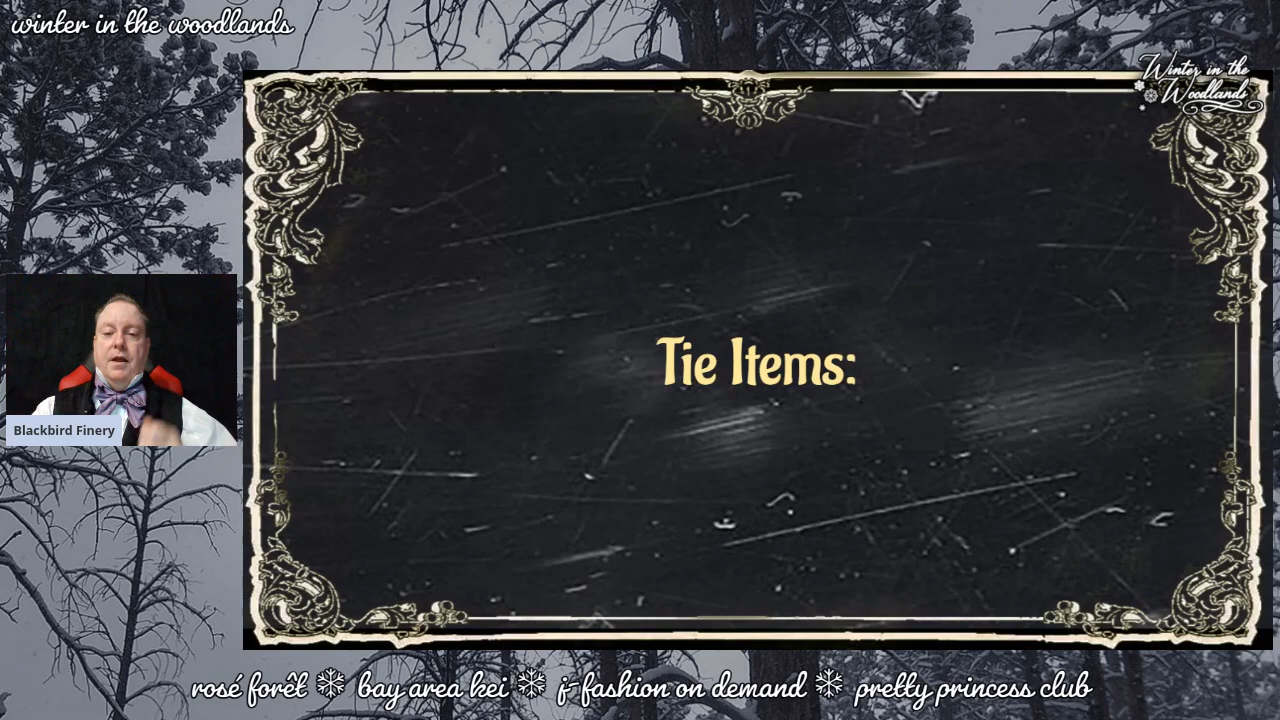 winter in the woodlands
Winter in the
Woodlands
Tie Items:
Blackbird Finery
rosé forêt ❄ bay area kei ❄ j-fashion on demand ❄ pretty princess club